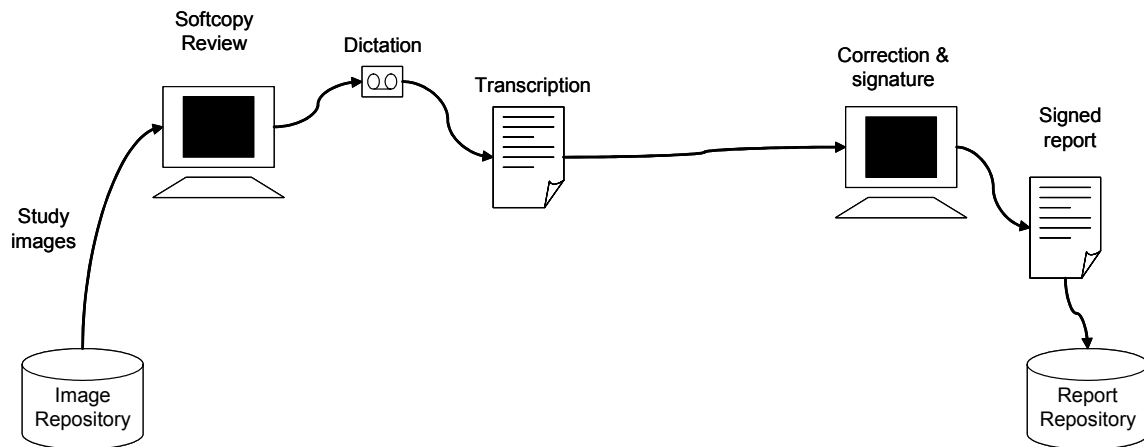 Softcopy
Review
Dictation
Transcription
Correction &
signature
Signed
report
Study
images
Image
Repository
Report
Repository